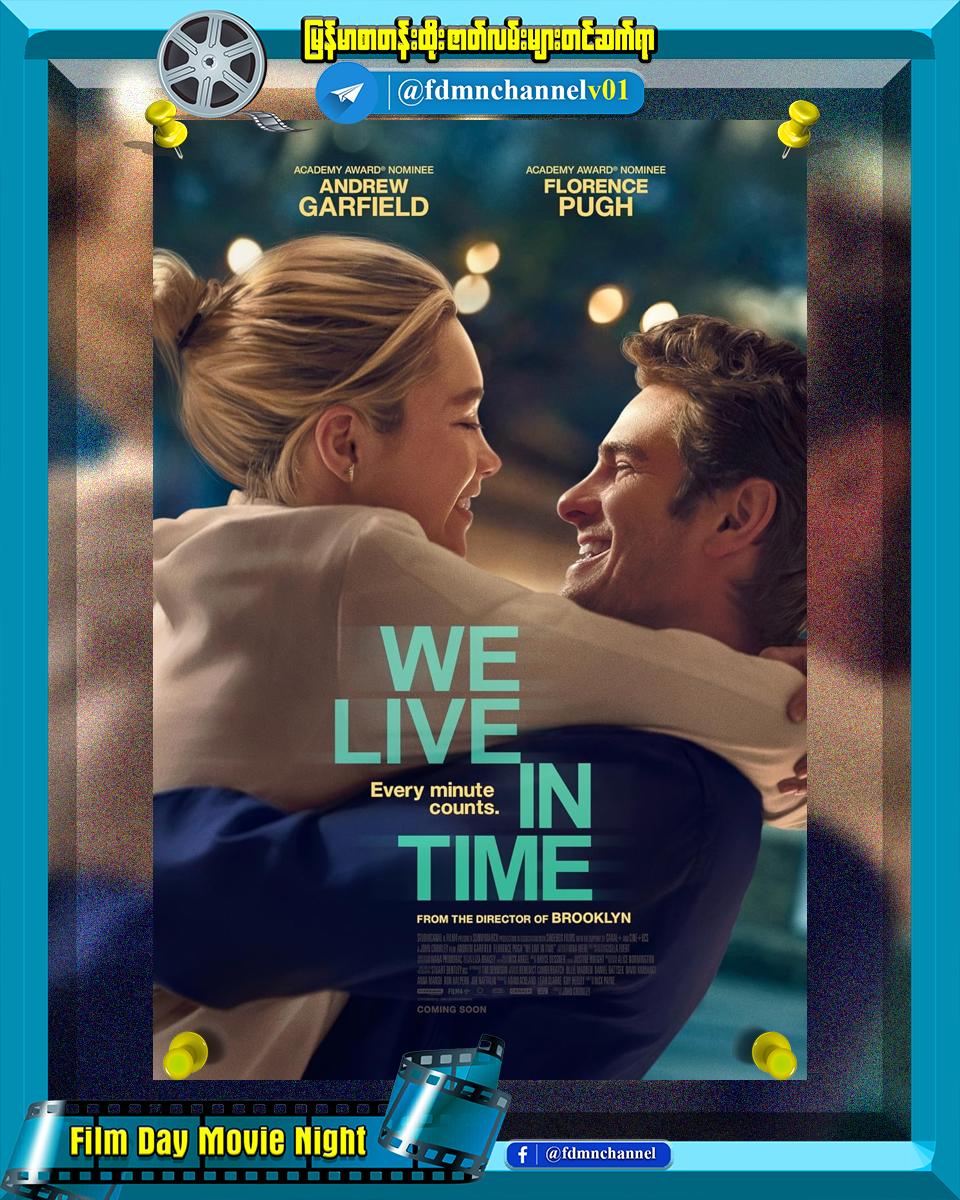 မြန်မာစာတန်းထိုးဇာတ်လမ်းများတင်ဆက်ရာ
@fdmnchannelv01
ACADEMY AWARD® NOMINEE
ANDREW
GARFIELD
ACADEMY AWARD® NOMINEE
FLORENCE
PUGH
WE
LIVE
IN
Every minute
counts.
TIME
FROM THE DIRECTOR OF BROOKLYN
COMING SOON
Film Day Movie Night
@fdmnchannel